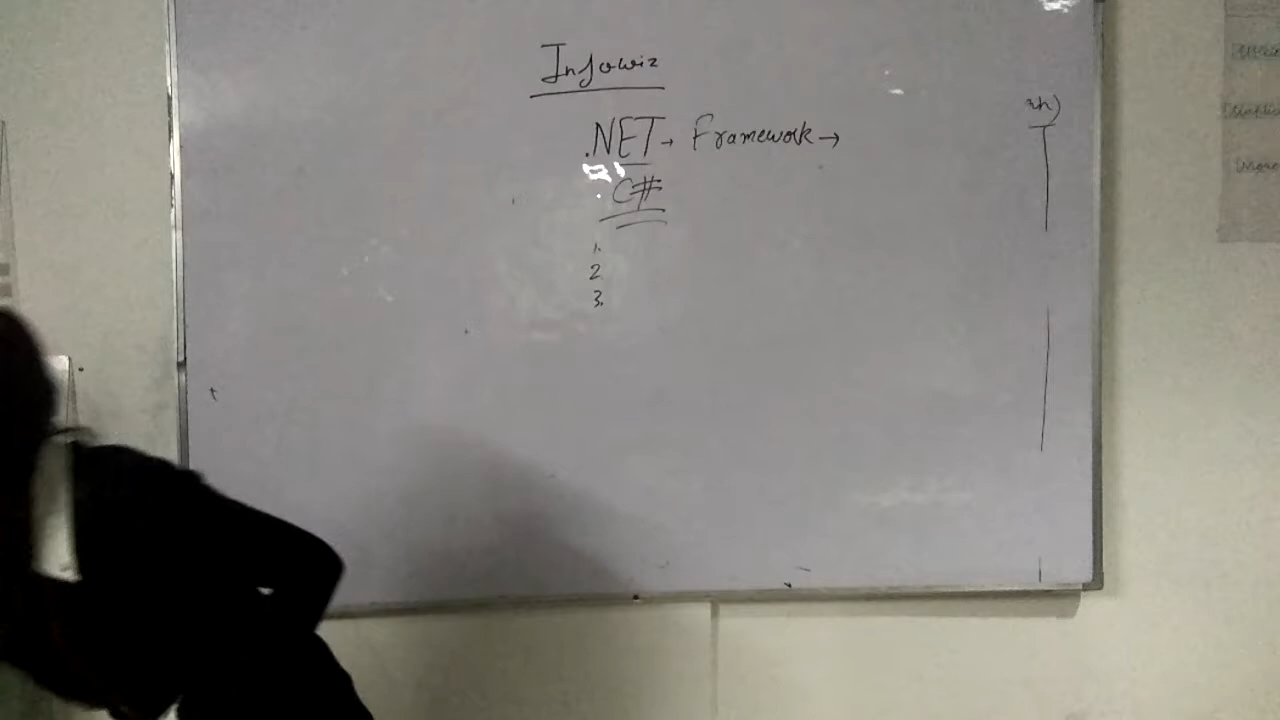 Infowiz
.NET → Framework →
C#
1.
2
3.